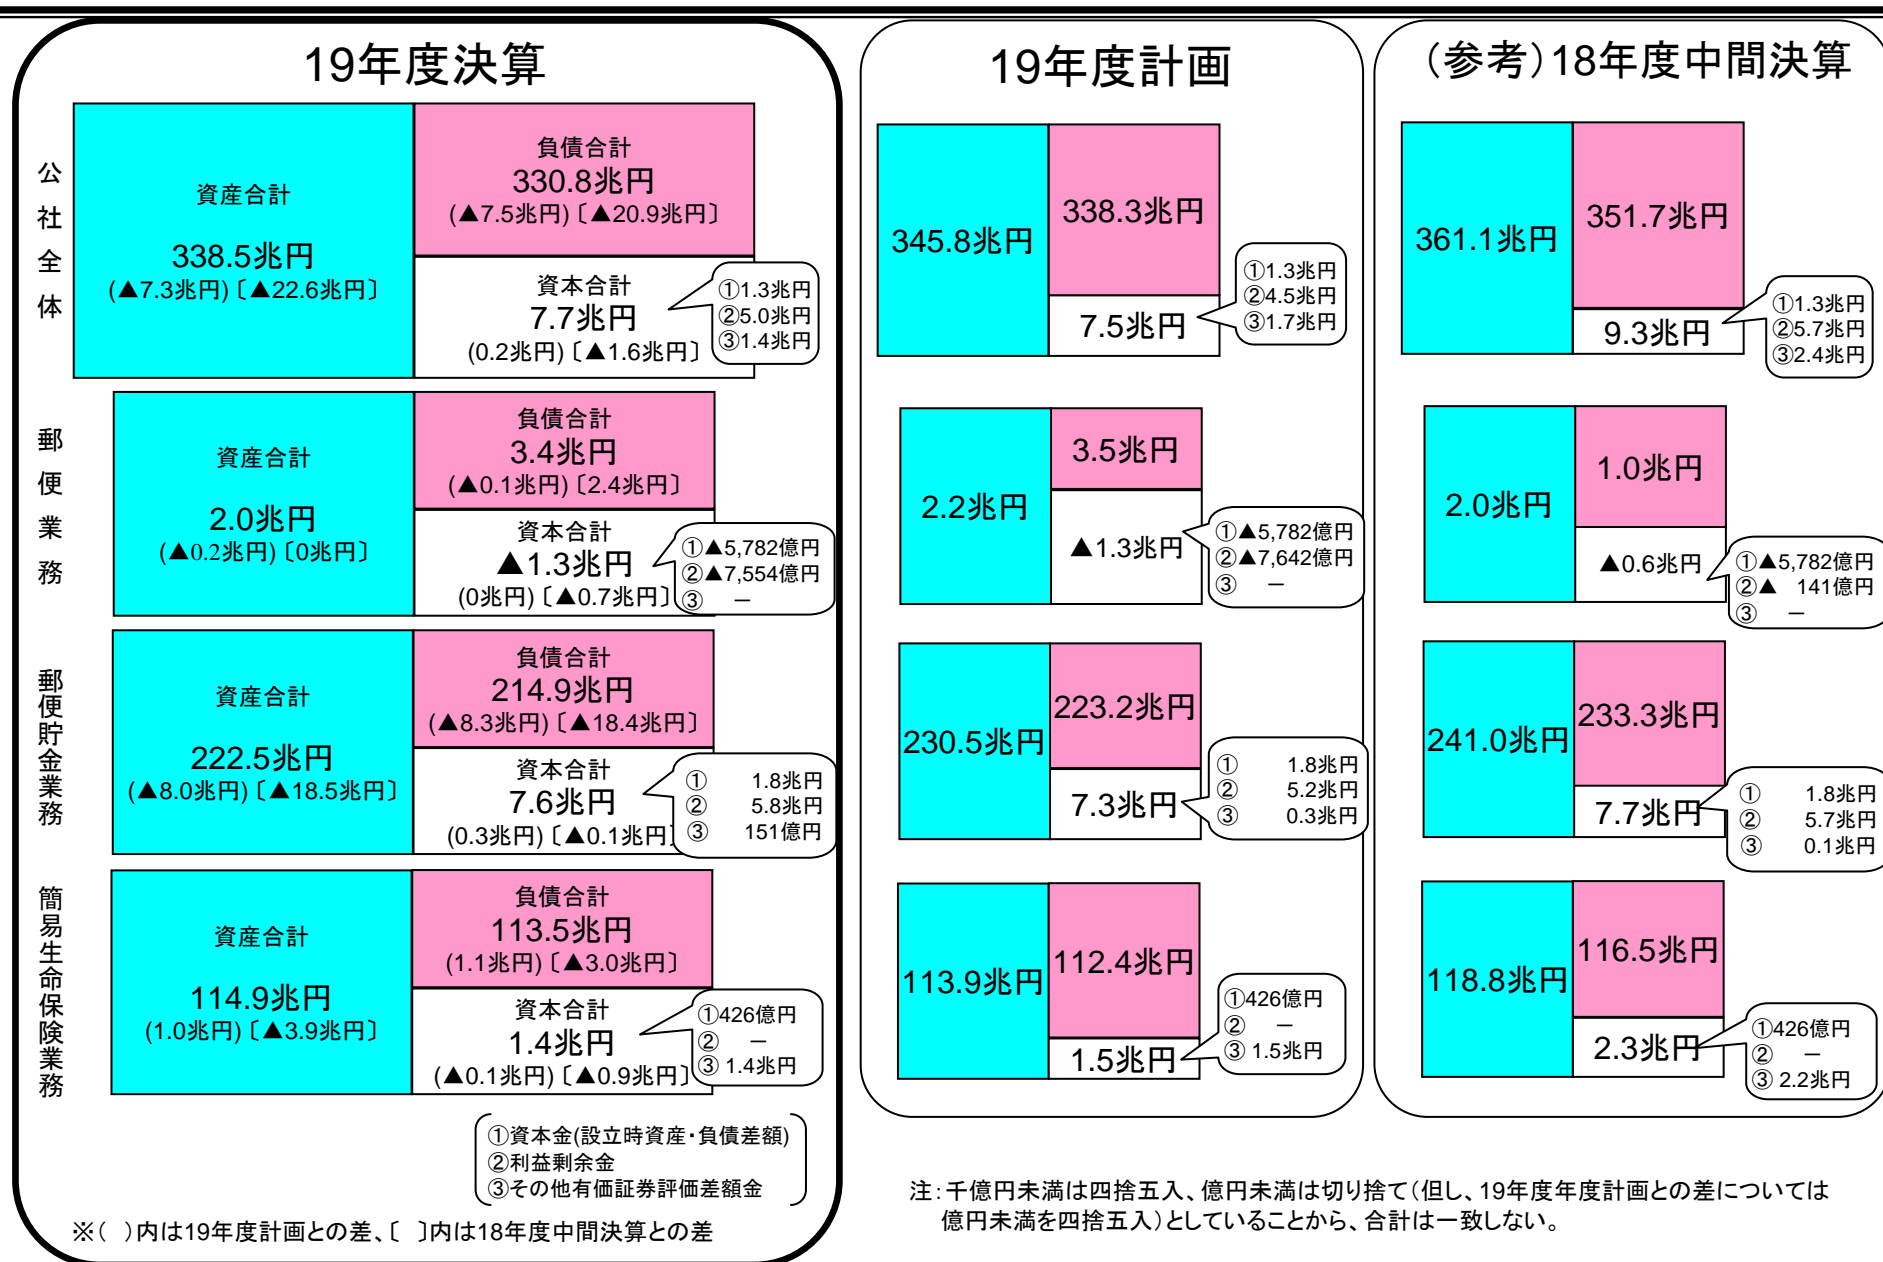 19年度決算
公社全体
資産合計
338.5兆円
(▲7.3兆円)〔▲22.6兆円〕
負債合計
330.8兆円
(▲7.5兆円)〔▲20.9兆円〕
資本合計
7.7兆円
(0.2兆円)〔▲1.6兆円〕
①1.3兆円
②5.0兆円
③1.4兆円
郵便業務
資産合計
2.0兆円
(▲0.2兆円)〔0兆円〕
負債合計
3.4兆円
(▲0.1兆円)〔2.4兆円〕
資本合計
▲1.3兆円
(0兆円)〔▲0.7兆円〕
①▲5,782億円
②▲7,554億円
③ －
郵便貯金業務
資産合計
222.5兆円
(▲8.0兆円)〔▲18.5兆円〕
負債合計
214.9兆円
(▲8.3兆円)〔▲18.4兆円〕
資本合計
7.6兆円
(0.3兆円)〔▲0.1兆円〕
① 1.8兆円
② 5.8兆円
③ 151億円
簡易生命保険業務
資産合計
114.9兆円
(1.0兆円)〔▲3.9兆円〕
負債合計
113.5兆円
(1.1兆円)〔▲3.0兆円〕
資本合計
1.4兆円
(▲0.1兆円)〔▲0.9兆円〕
①426億円
② －
③ 1.4兆円
①資本金(設立時資産・負債差額)
②利益剰余金
③その他有価証券評価差額金
※( )内は19年度計画との差、〔 〕内は18年度中間決算との差
19年度計画
345.8兆円
338.3兆円
7.5兆円
①1.3兆円
②4.5兆円
③1.7兆円
2.2兆円
3.5兆円
▲1.3兆円
①▲5,782億円
②▲7,642億円
③ －
230.5兆円
223.2兆円
7.3兆円
① 1.8兆円
② 5.2兆円
③ 0.3兆円
113.9兆円
112.4兆円
1.5兆円
①426億円
② －
③ 1.5兆円
(参考)18年度中間決算
361.1兆円
351.7兆円
9.3兆円
①1.3兆円
②5.7兆円
③2.4兆円
2.0兆円
1.0兆円
▲0.6兆円
①▲5,782億円
②▲ 141億円
③ －
241.0兆円
233.3兆円
7.7兆円
① 1.8兆円
② 5.7兆円
③ 0.1兆円
118.8兆円
116.5兆円
2.3兆円
①426億円
② －
③ 2.2兆円
注：千億円未満は四捨五入、億円未満は切り捨て(但し、19年度年度計画との差については
億円未満を四捨五入)としていることから、合計は一致しない。